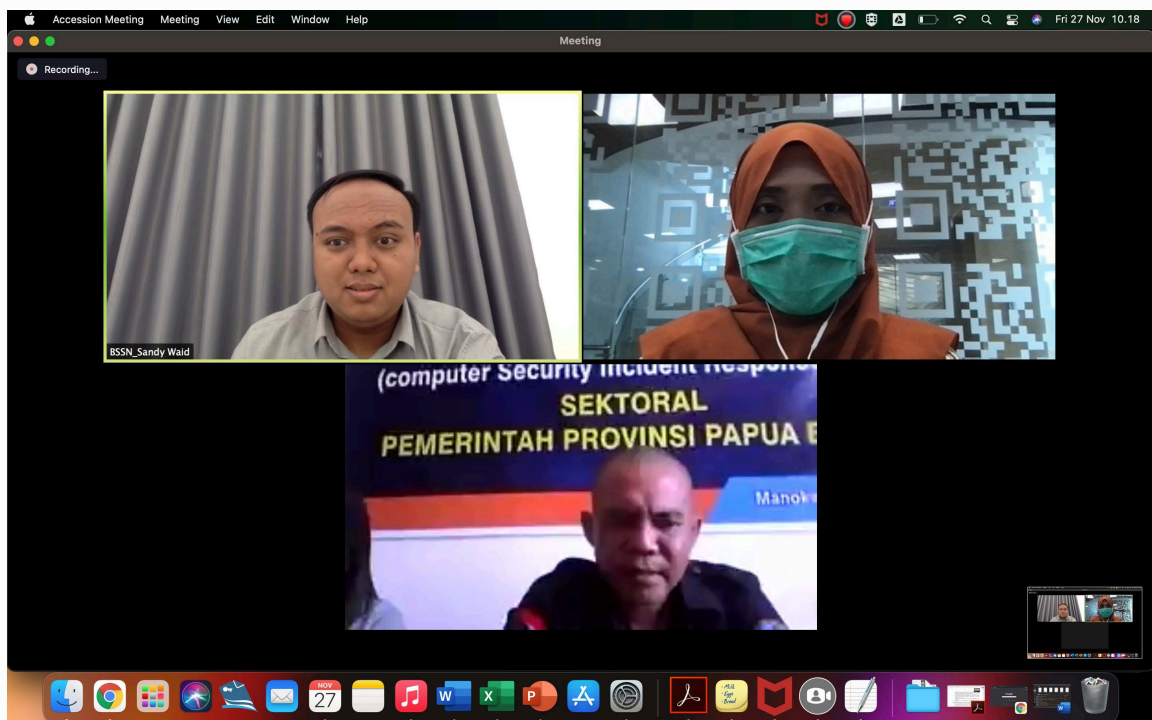 Accession Meeting Meeting View Edit Window Help Fri 27 Nov 10.18
Meeting
Recording...
BSSN_Sandy Waid
(computer Security Incident
SEKTORAL
PEMERINTAH PROVINSI PAPUA
NOV
27